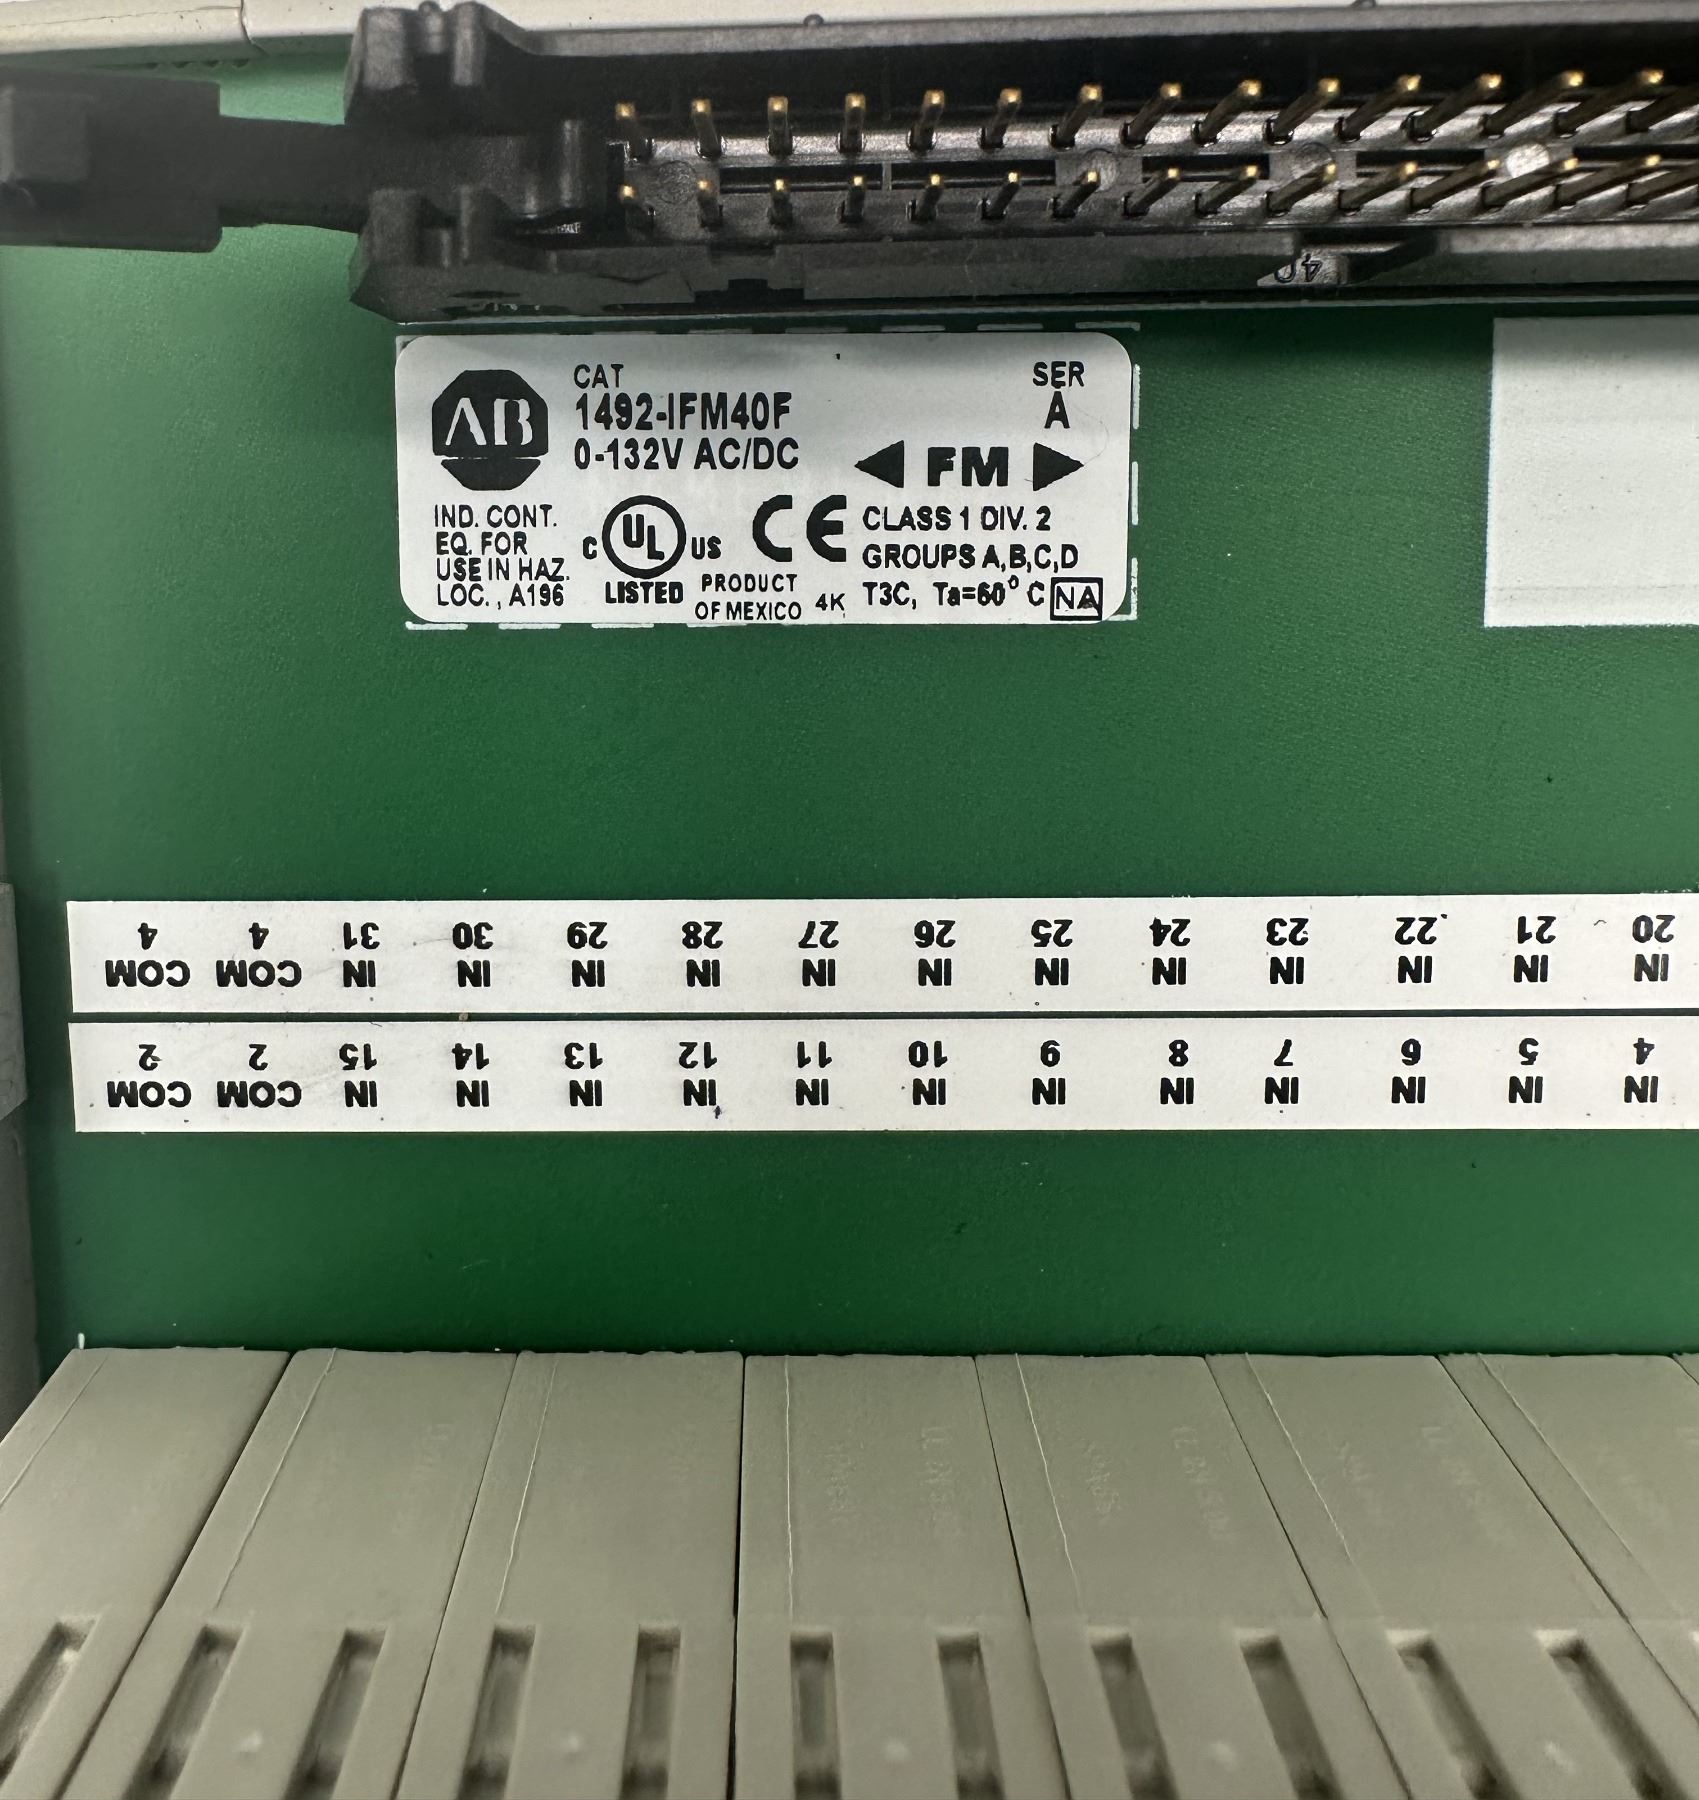 40
AB
CAT
1492-IFM40F
0-132V AC/DC
SER
A
FM
IND. CONT.
EQ. FOR
USE IN HAZ.
LOC., A196
C UL US
LISTED
CE
PRODUCT
OF MEXICO 4K
CLASS 1 DIV. 2
GROUPS A,B,C,D
T3C, Ta=60° C NA
IN 20 IN 21 IN 22 IN 23 IN 24 IN 25 IN 26 IN 27 IN 28 IN 29 IN 30 IN 31 COM 4 COM 4
IN 4 IN 5 IN 6 IN 7 IN 8 IN 9 IN 10 IN 11 IN 12 IN 13 IN 14 IN 15 COM 2 COM 2